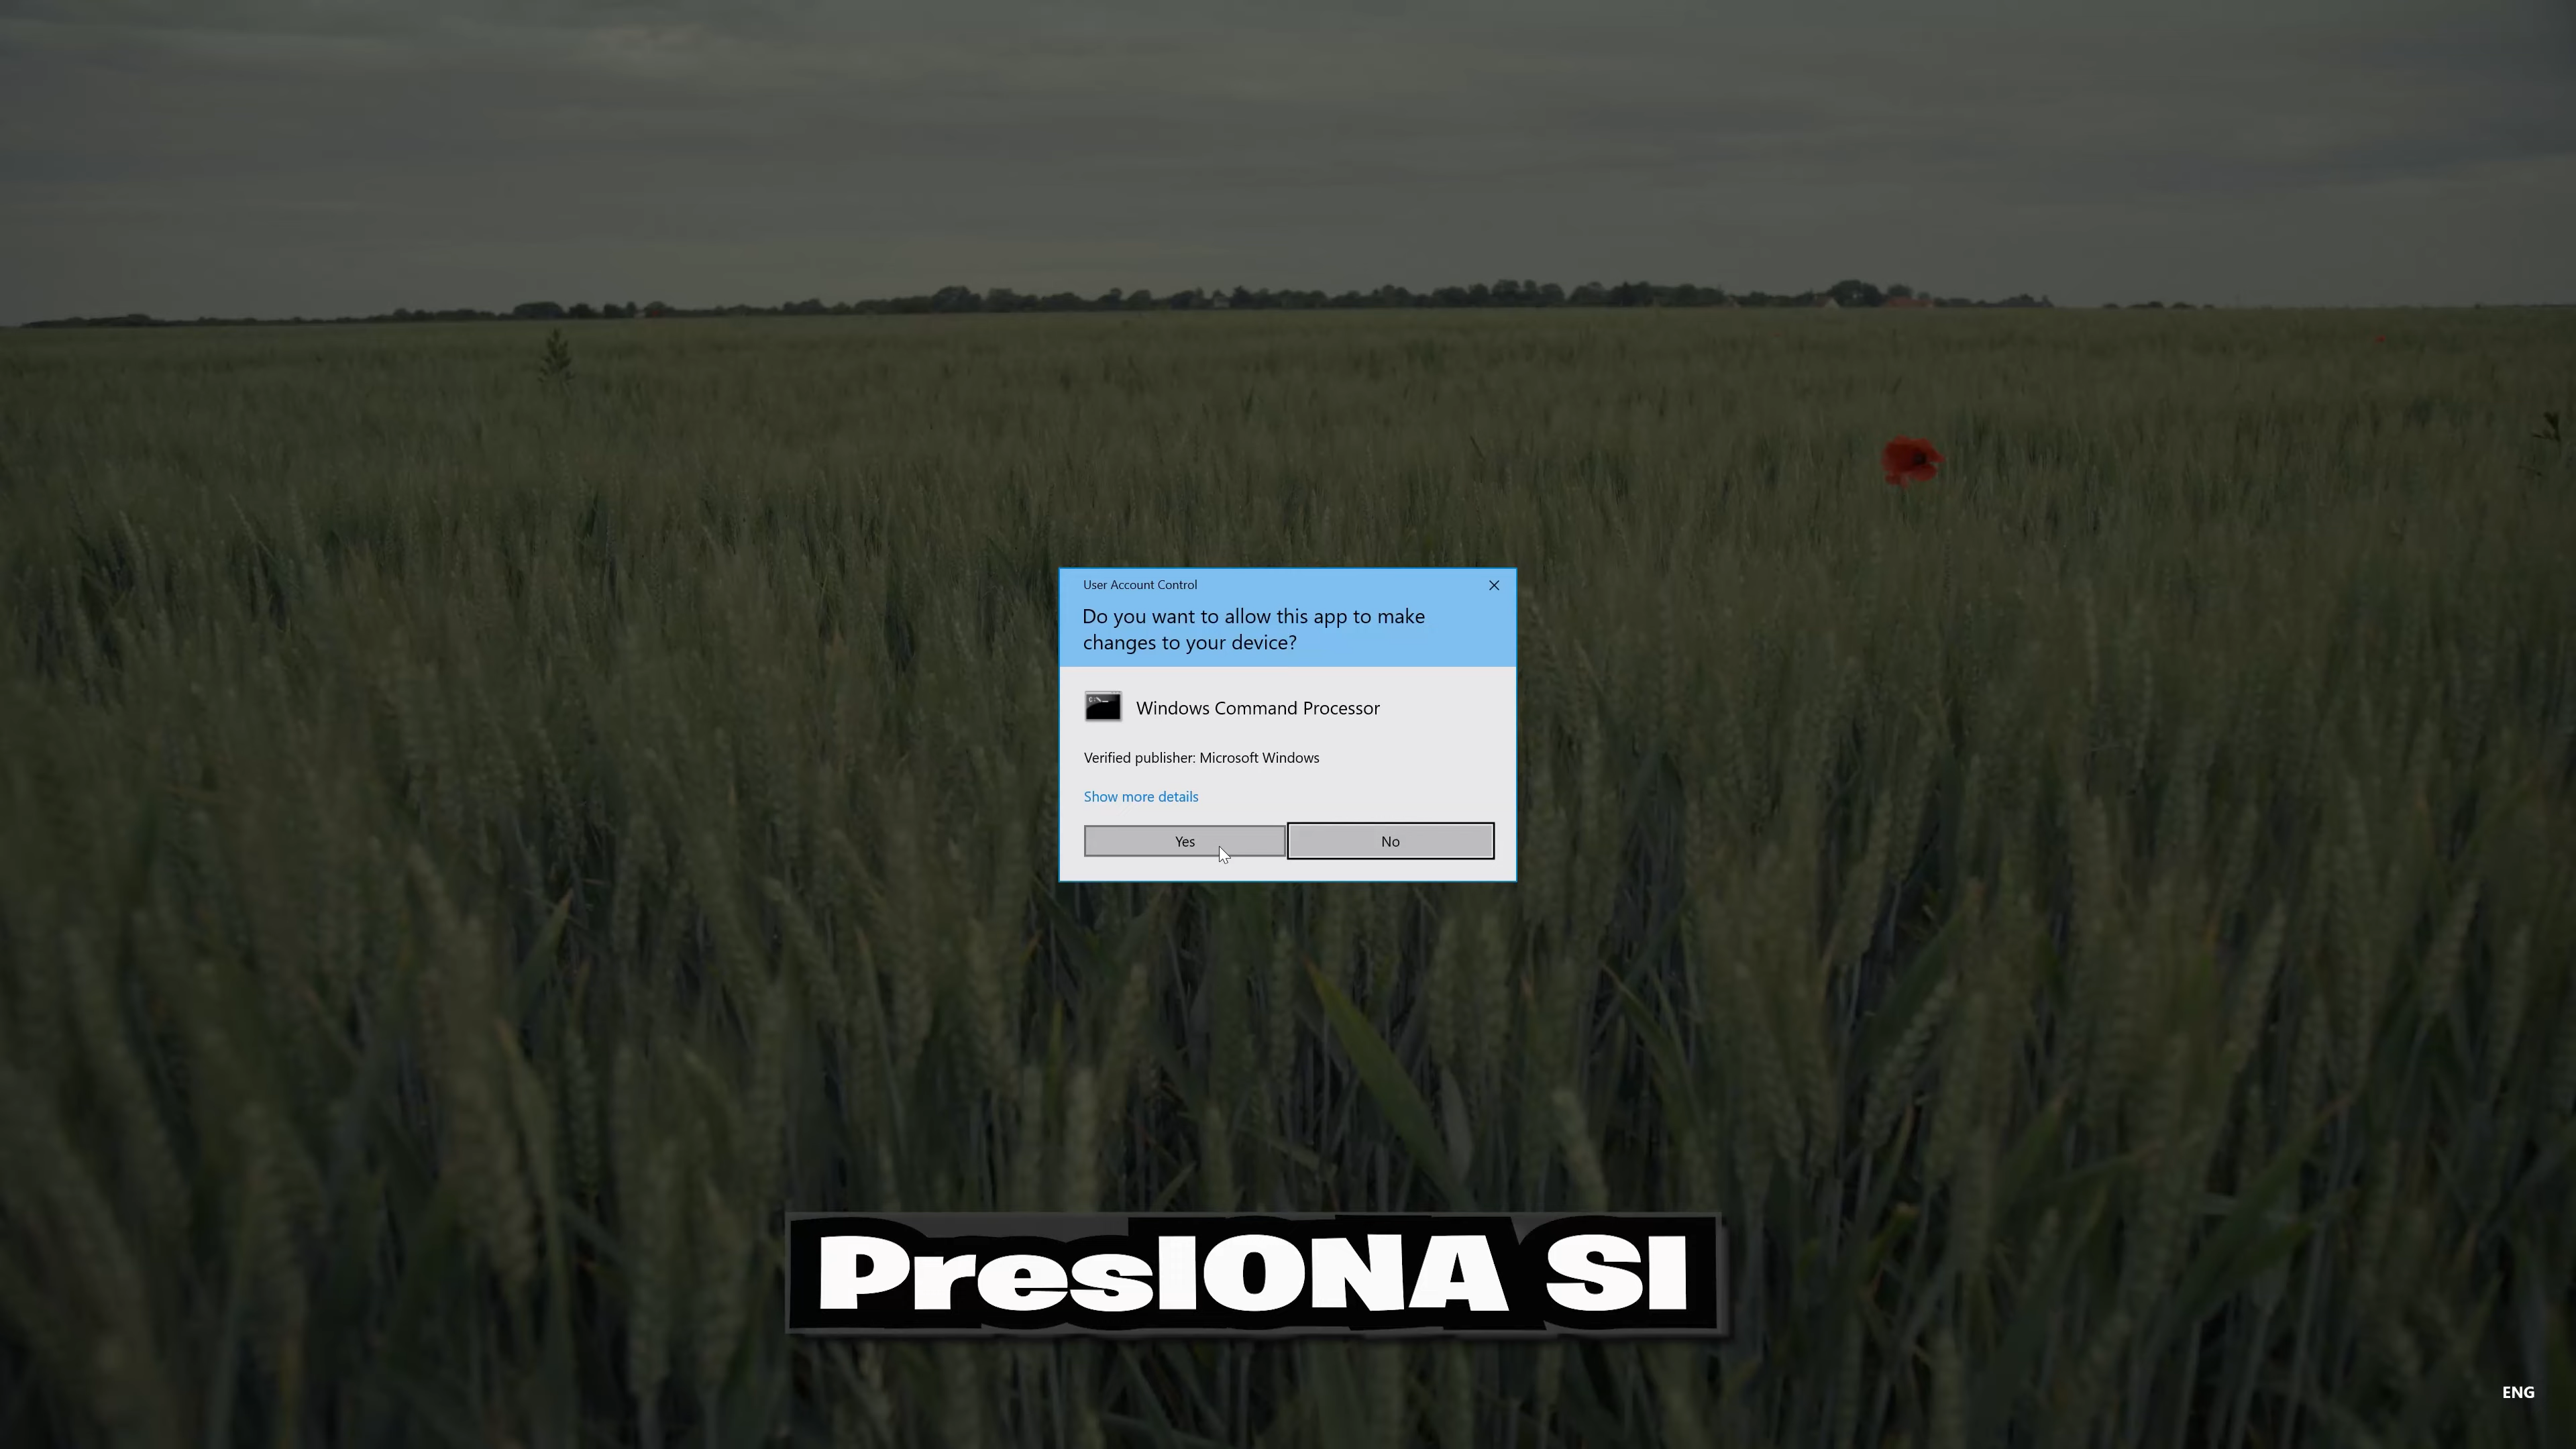 User Account Control
Do you want to allow this app to make
changes to your device?
Windows Command Processor
Verified publisher: Microsoft Windows
Show more details
Yes
No
PresIONA SI
ENG